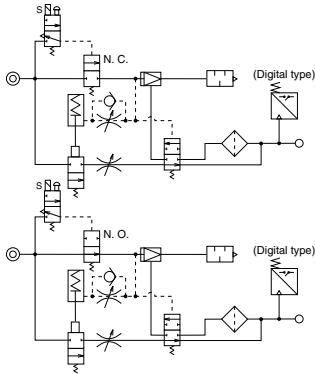 S
N. C.
(Digital type)
S
N. O.
(Digital type)